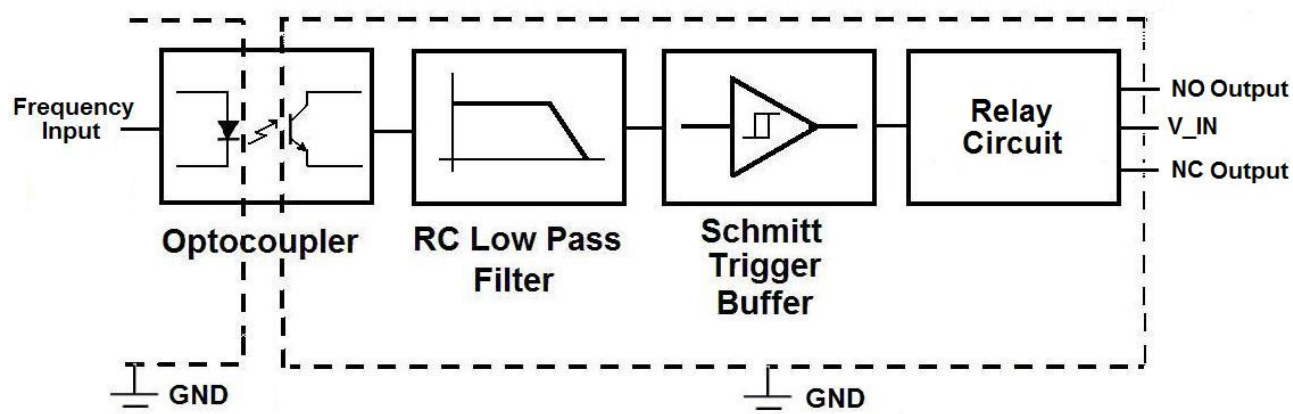 Frequency
Input
Optocoupler
RC Low Pass
Filter
Schmitt
Trigger
Buffer
Relay
Circuit
NO Output
V_IN
NC Output
GND
GND